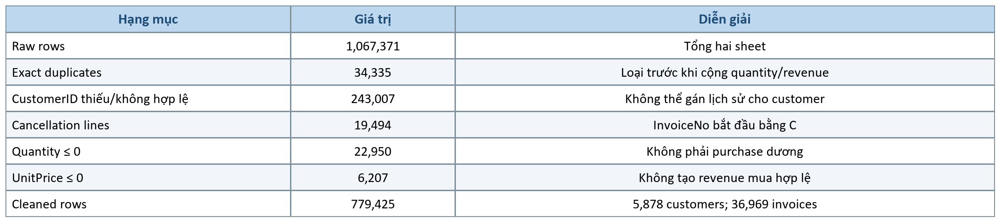 Hạng mục Giá trị Diễn giải
Raw rows 1,067,371 Tổng hai sheet
Exact duplicates 34,335 Loại trước khi cộng quantity/revenue
CustomerID thiếu/không hợp lệ 243,007 Không thể gán lịch sử cho customer
Cancellation lines 19,494 InvoiceNo bắt đầu bằng C
Quantity ≤ 0 22,950 Không phải purchase dương
UnitPrice ≤ 0 6,207 Không tạo revenue mua hợp lệ
Cleaned rows 779,425 5,878 customers; 36,969 invoices